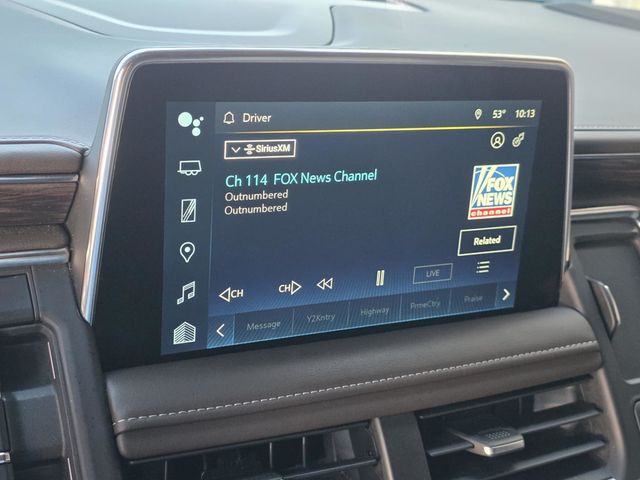 Driver
53° 10:13
SiriusXM
Ch 114 FOX News Channel
Outnumbered
Outnumbered
FOX
NEWS
channel
Related
CH
CH
LIVE
Message Y2Kntry Highway PrmeCtry Praise